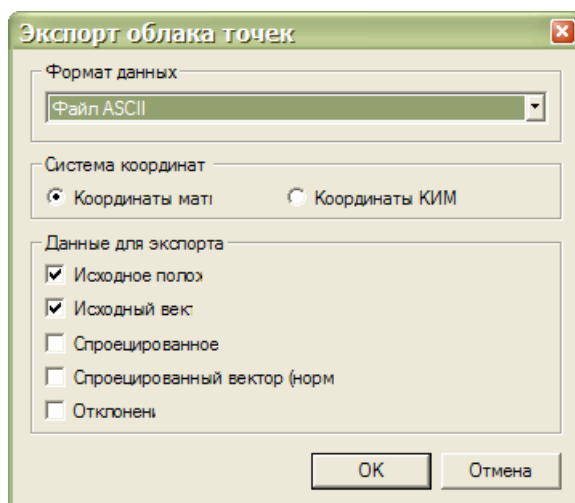 Экспорт облака точек
Формат данных
Файл ASCII
Система координат
Координаты мат
Координаты КИМ
Данные для экспорта
Исходное полож
Исходный вект
Спроецированное
Спроецированный вектор (норм
Отклонени
OK
Отмена